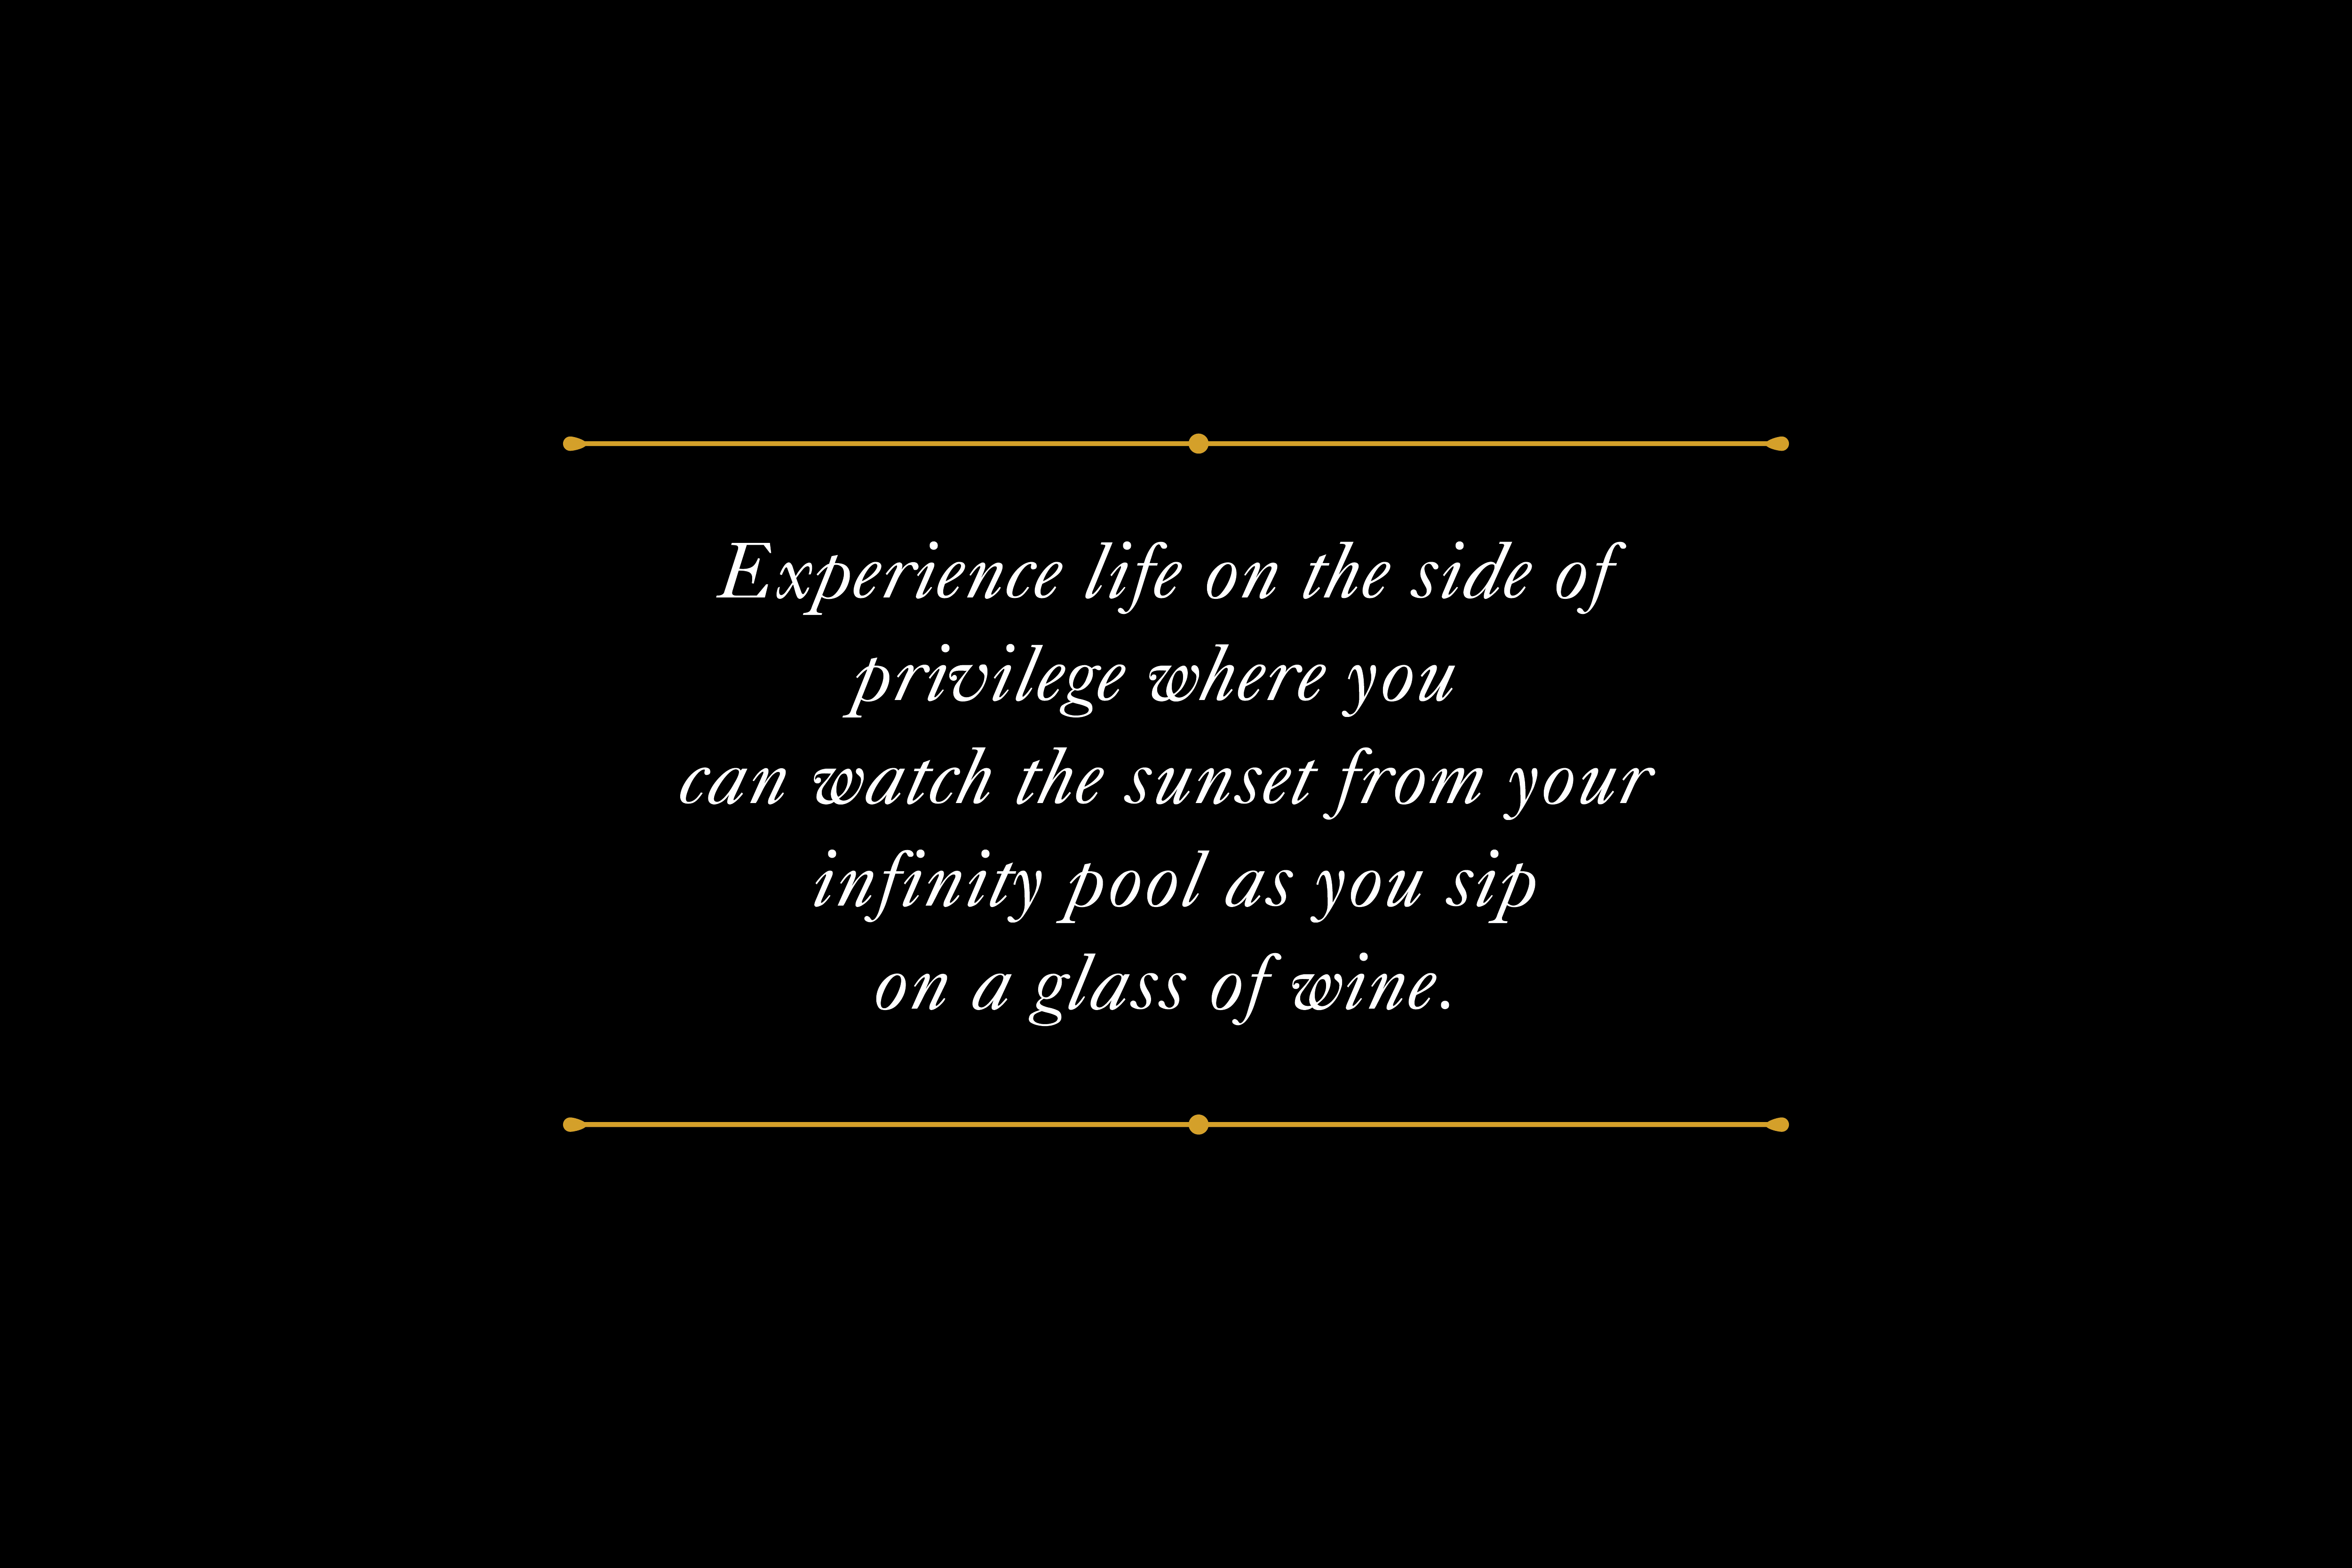 Experience life on the side of
privilege where you
can watch the sunset from your
infinity pool as you sip
on a glass of wine.